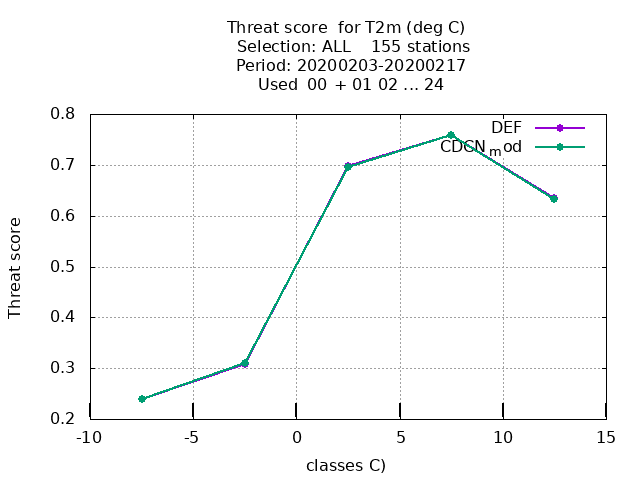 Threat score  for T2m (deg C)
Selection: ALL    155 stations
Period: 20200203-20200217
Used  00  + 01 02 ... 24
DEF
CDCN_mod
Threat score
0.8
0.7
0.6
0.5
0.4
0.3
0.2
-10
-5
0
5
10
15
classes C)